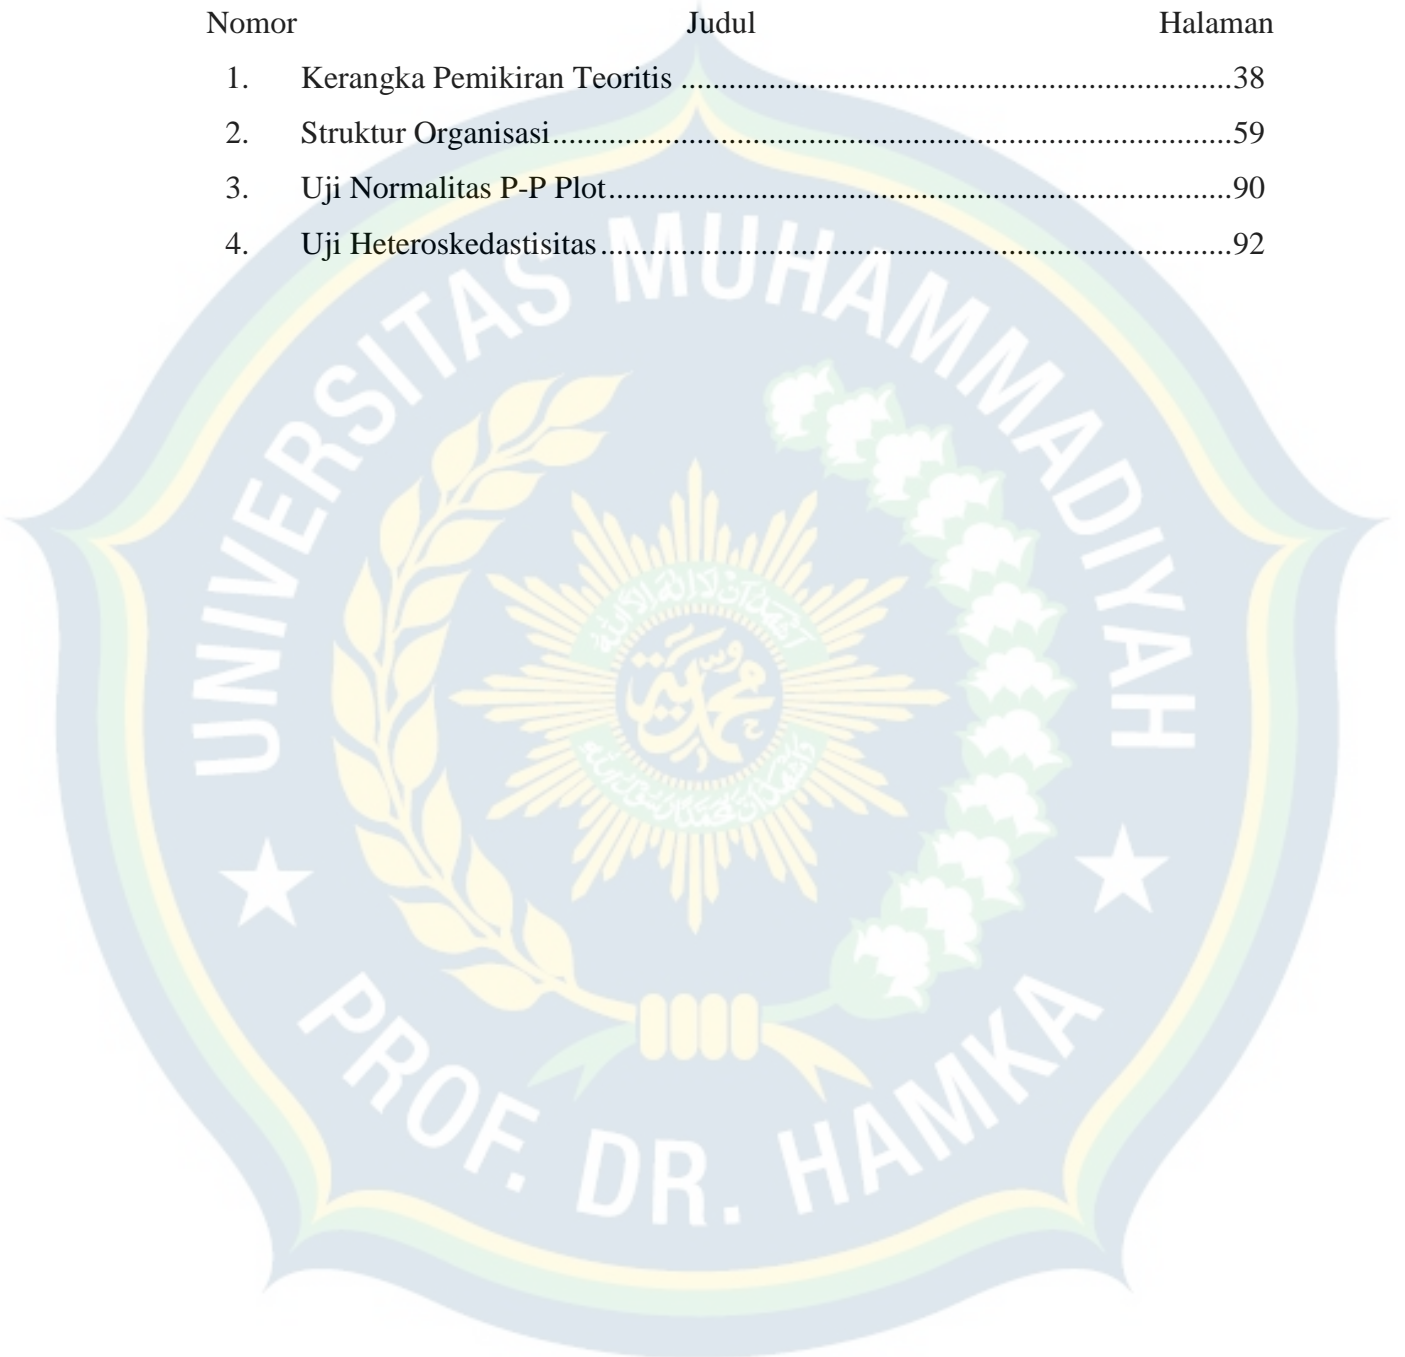 Nomor Judul Halaman
1. Kerangka Pemikiran Teoritis ........................................................................38
2. Struktur Organisasi........................................................................................59
3. Uji Normalitas P-P Plot.................................................................................90
4. Uji Heteroskedastisitas..................................................................................92
UNIVERSITAS MUHAMMADIYAH
محمدية
PROF. DR. HAMKA